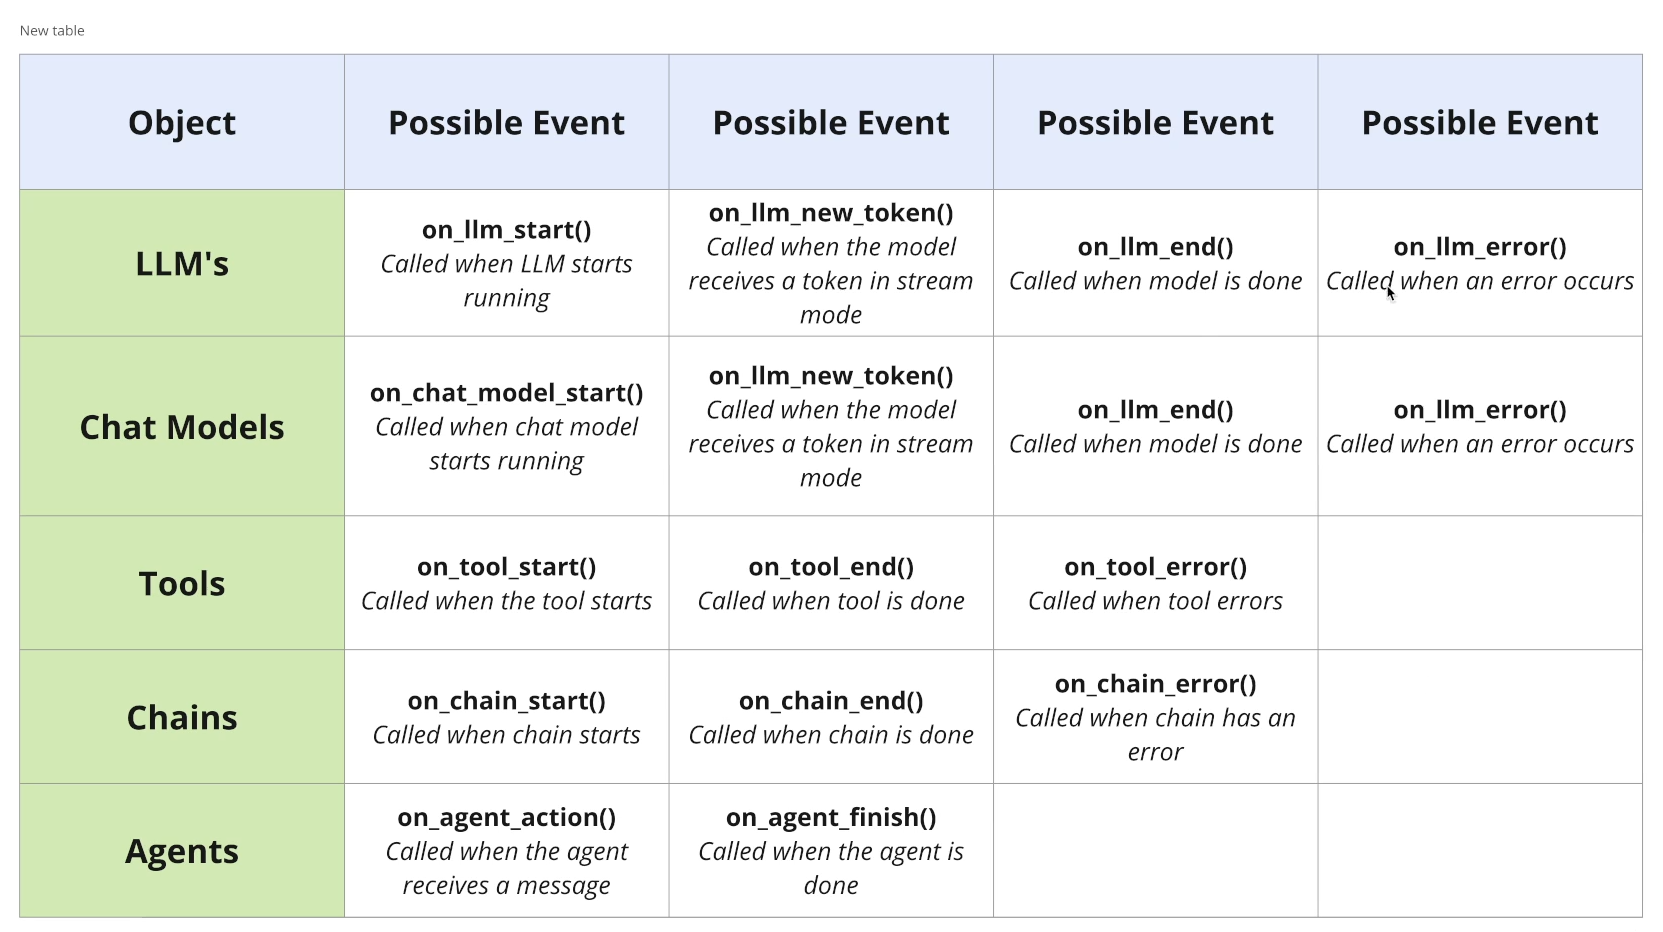 New table
Object
Possible Event
Possible Event
Possible Event
Possible Event
LLM's
on_llm_start()
Called when LLM starts
running
on_llm_new_token()
Called when the model
receives a token in stream
mode
on_llm_end()
Called when model is done
on_llm_error()
Called when an error occurs
Chat Models
on_chat_model_start()
Called when chat model
starts running
on_llm_new_token()
Called when the model
receives a token in stream
mode
on_llm_end()
Called when model is done
on_llm_error()
Called when an error occurs
Tools
on_tool_start()
Called when the tool starts
on_tool_end()
Called when tool is done
on_tool_error()
Called when tool errors
Chains
on_chain_start()
Called when chain starts
on_chain_end()
Called when chain is done
on_chain_error()
Called when chain has an
error
Agents
on_agent_action()
Called when the agent
receives a message
on_agent_finish()
Called when the agent is
done